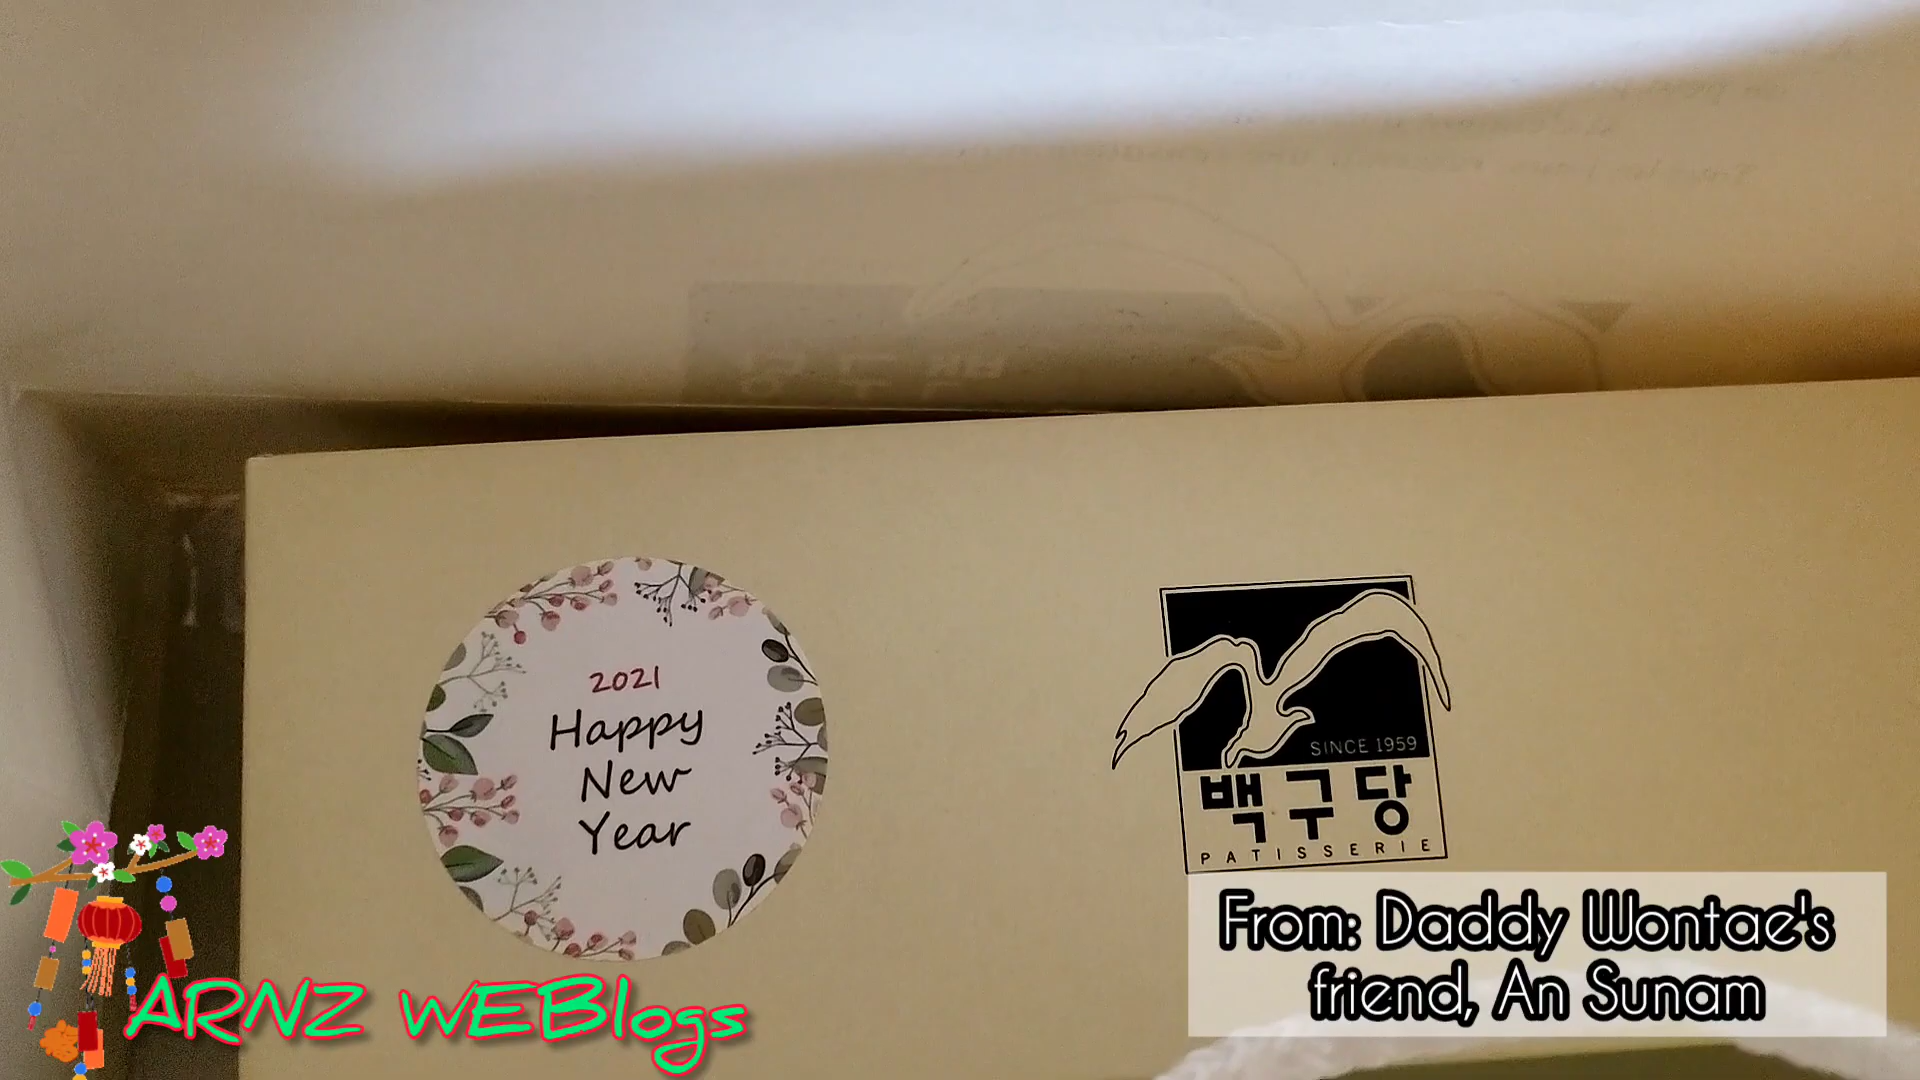 2021
Happy
New
Year
SINCE 1959
백구당
PATISSERIE
From: Daddy Wontae's
friend, An Sunam
ARNZ WEBlogs